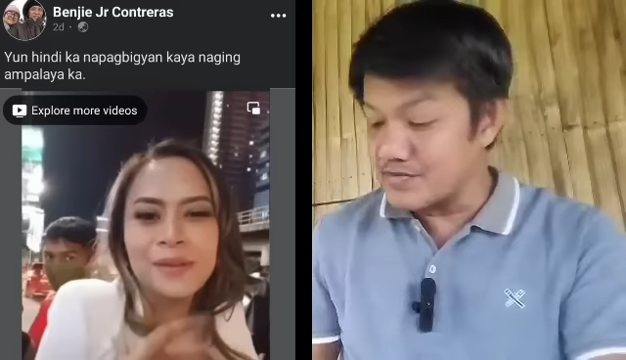 Benjie Jr Contreras
2d
Yun hindi ka napagbigyan kaya naging
ampalaya ka.
Explore more videos